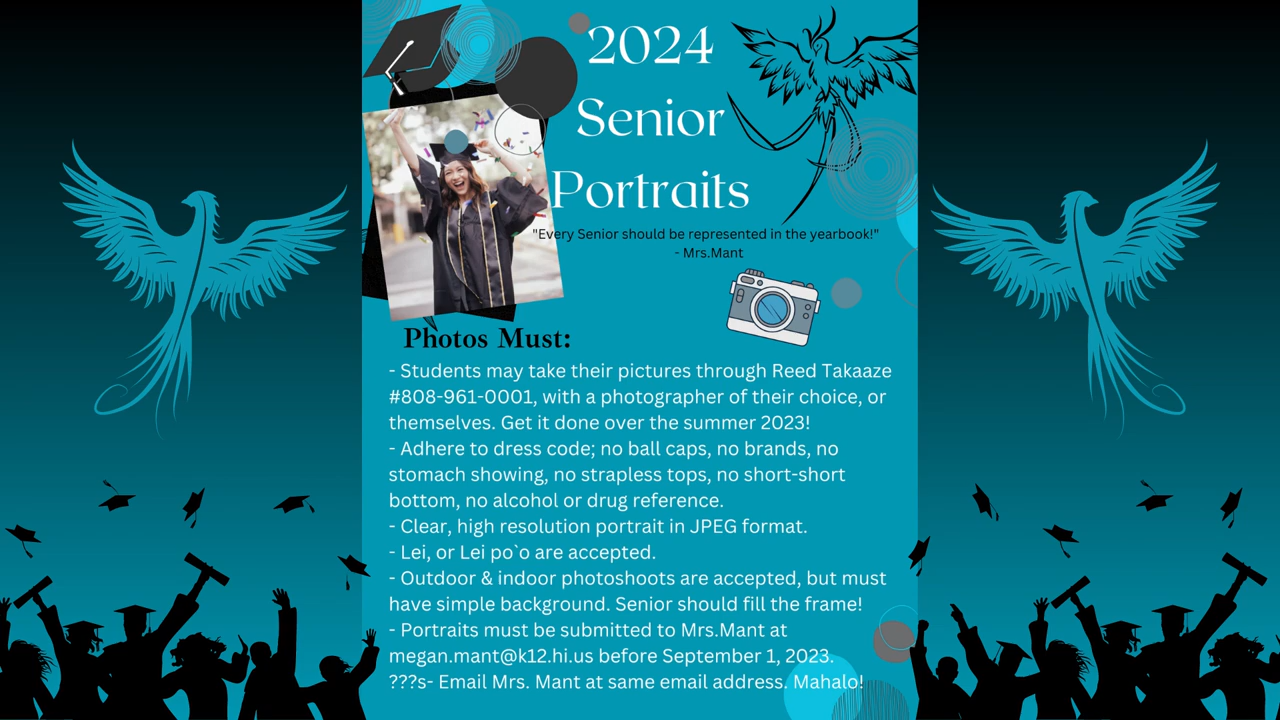 2024
Senior
Portraits
"Every Senior should be represented in the yearbook!"
- Mrs.Mant
Photos Must:
- Students may take their pictures through Reed Takaaze
#808-961-0001, with a photographer of their choice, or
themselves. Get it done over the summer 2023!
- Adhere to dress code; no ball caps, no brands, no
stomach showing, no strapless tops, no short-short
bottom, no alcohol or drug reference.
- Clear, high resolution portrait in JPEG format.
- Lei, or Lei po`o are accepted.
- Outdoor & indoor photoshoots are accepted, but must
have simple background. Senior should fill the frame!
- Portraits must be submitted to Mrs.Mant at
megan.mant@k12.hi.us before September 1, 2023.
???s- Email Mrs. Mant at same email address. Mahalo!